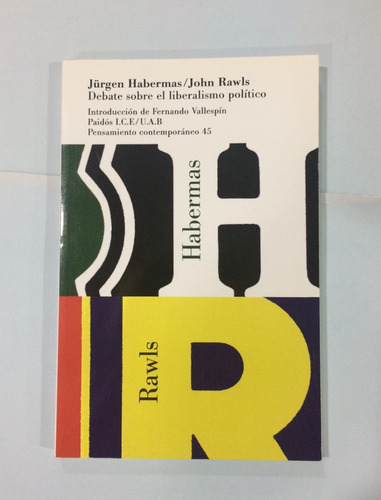 Jürgen Habermas/John Rawls
Debate sobre el liberalismo político
Introducción de Fernando Vallespín
Paidós I.C.E/U.A.B
Pensamiento contemporáneo 45
H
Habermas
R
Rawls